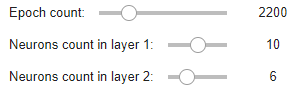 Epoch count: 2200
Neurons count in layer 1: 10
Neurons count in layer 2: 6